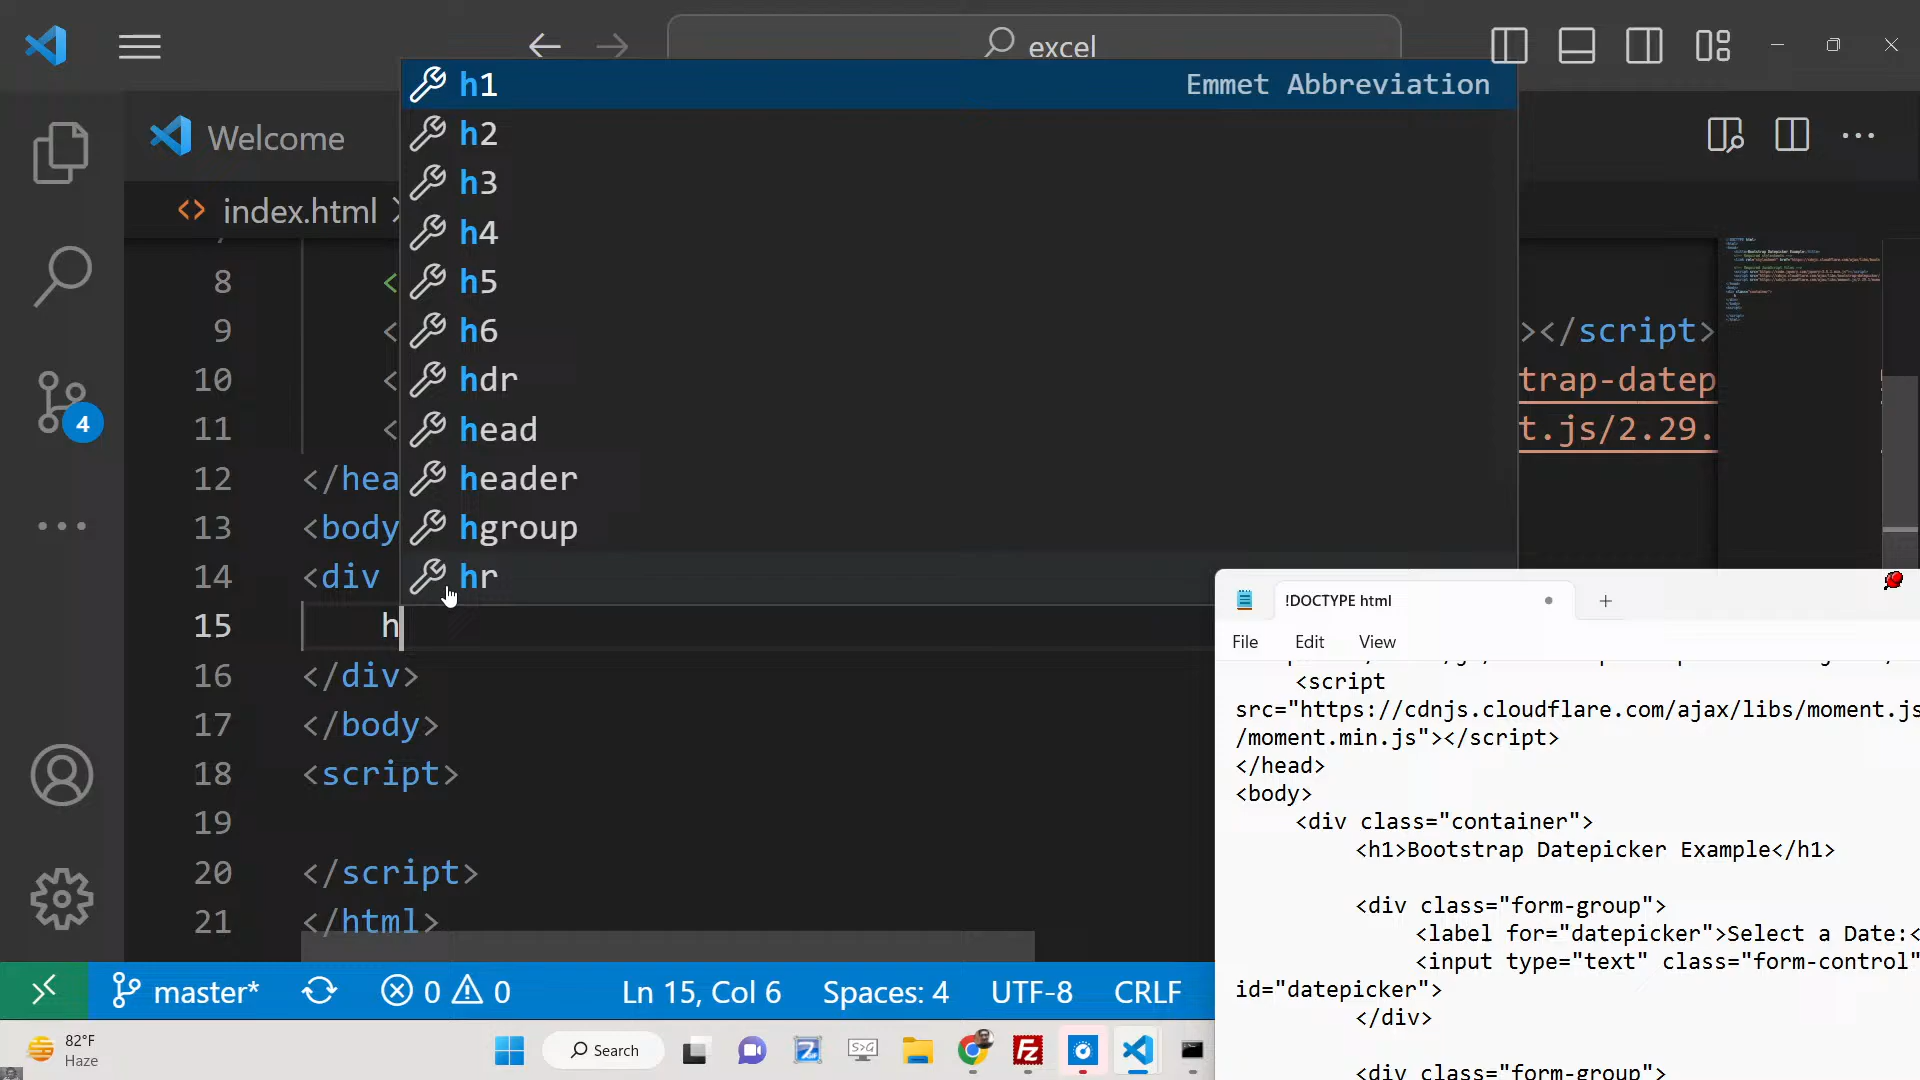 excel
h1 Emmet Abbreviation
h2
h3
h4
h5
h6
hdr
head
header
hgroup
hr
Welcome
index.html
8 <
9 < ></script>
10 < trap-datep
11 < t.js/2.29.
12 </hea
13 <body
14 <div
15 h
16 </div>
17 </body>
18 <script>
19
20 </script>
21 </html>
4
master* 0 0 Ln 15, Col 6 Spaces: 4 UTF-8 CRLF
!DOCTYPE html
File Edit View
<script
src="https://cdnjs.cloudflare.com/ajax/libs/moment.js
/moment.min.js"></script>
</head>
<body>
<div class="container">
<h1>Bootstrap Datepicker Example</h1>
<div class="form-group">
<label for="datepicker">Select a Date:<
<input type="text" class="form-control"
id="datepicker">
</div>
<div class="form-group">
82°F
Haze
Search